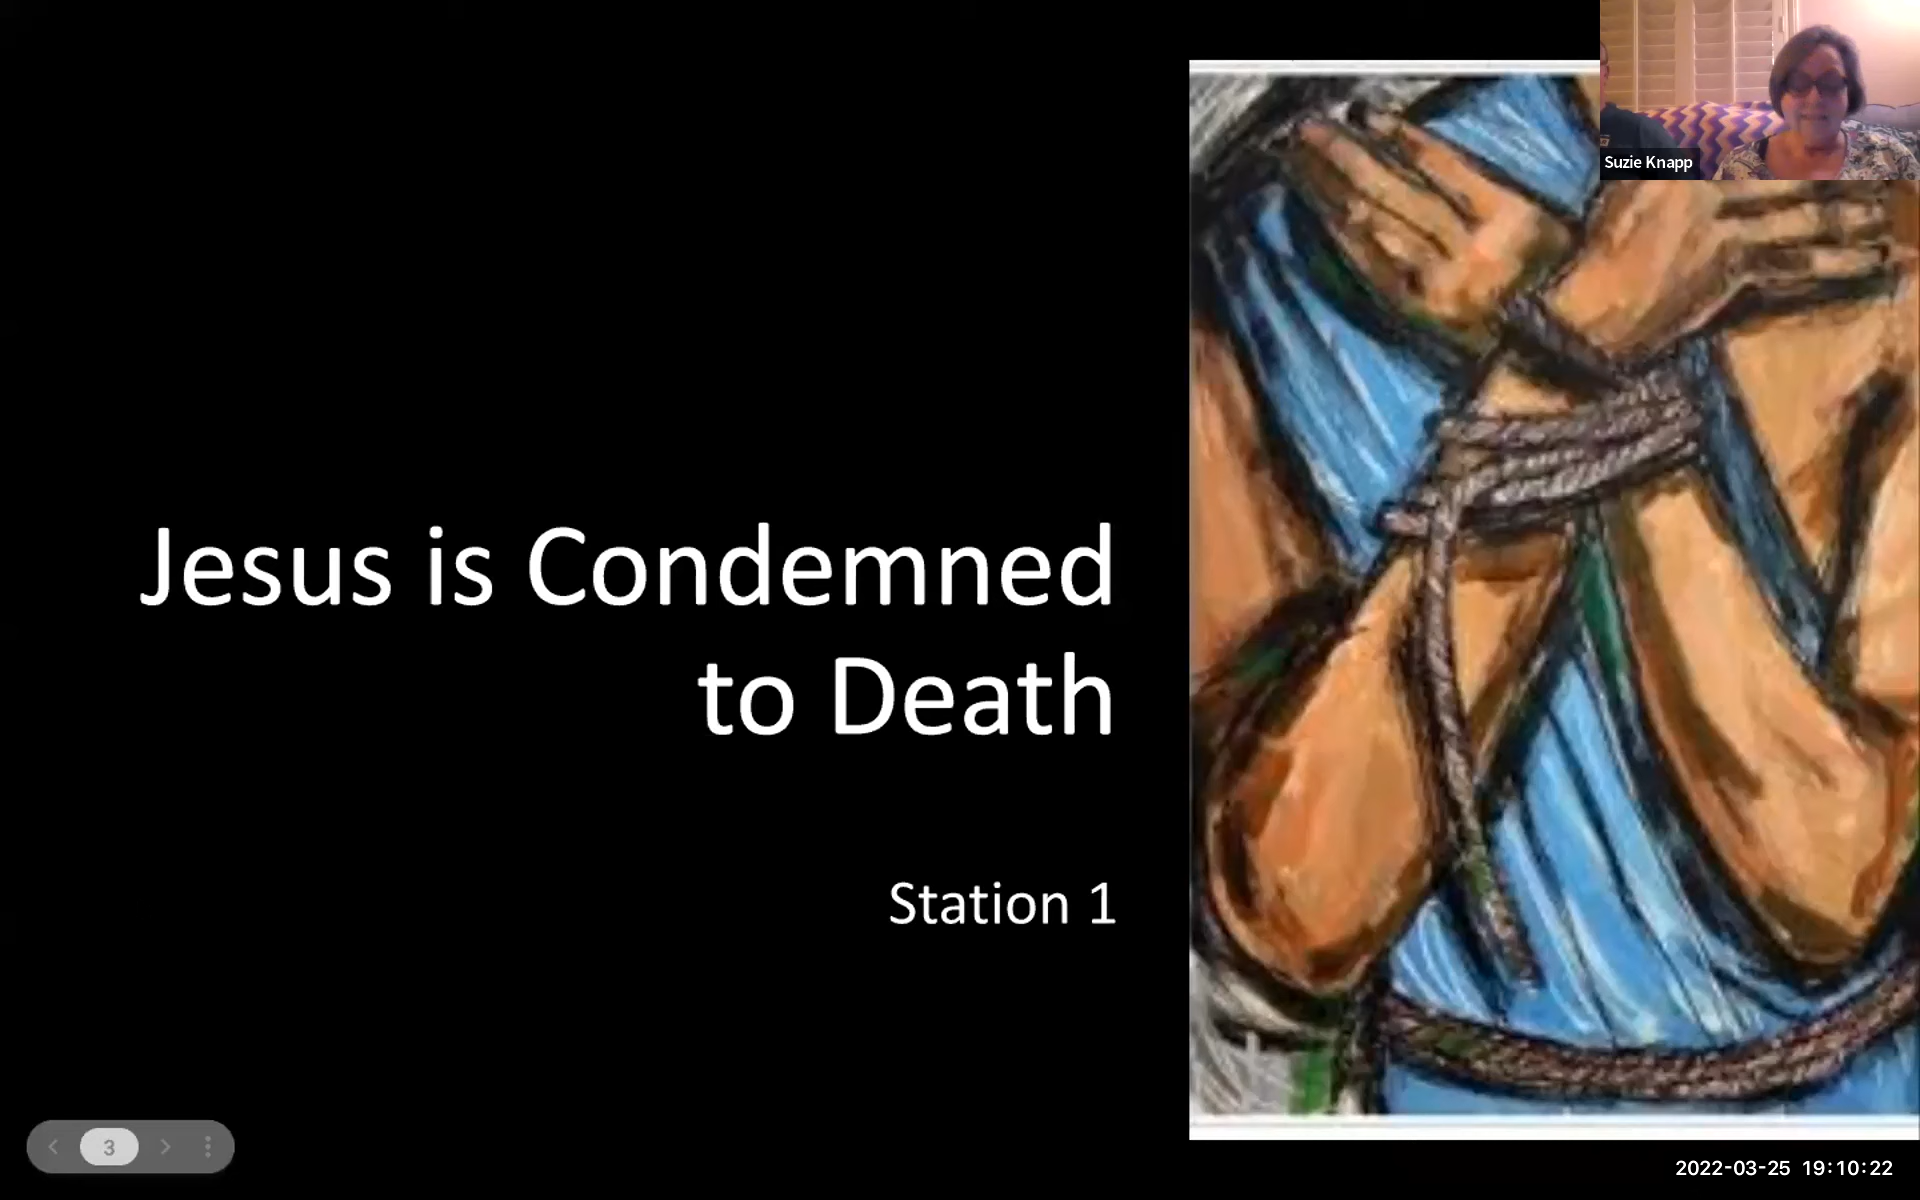 Suzie Knapp
Jesus is Condemned
to Death
Station 1
3
2022-03-25 19:10:22